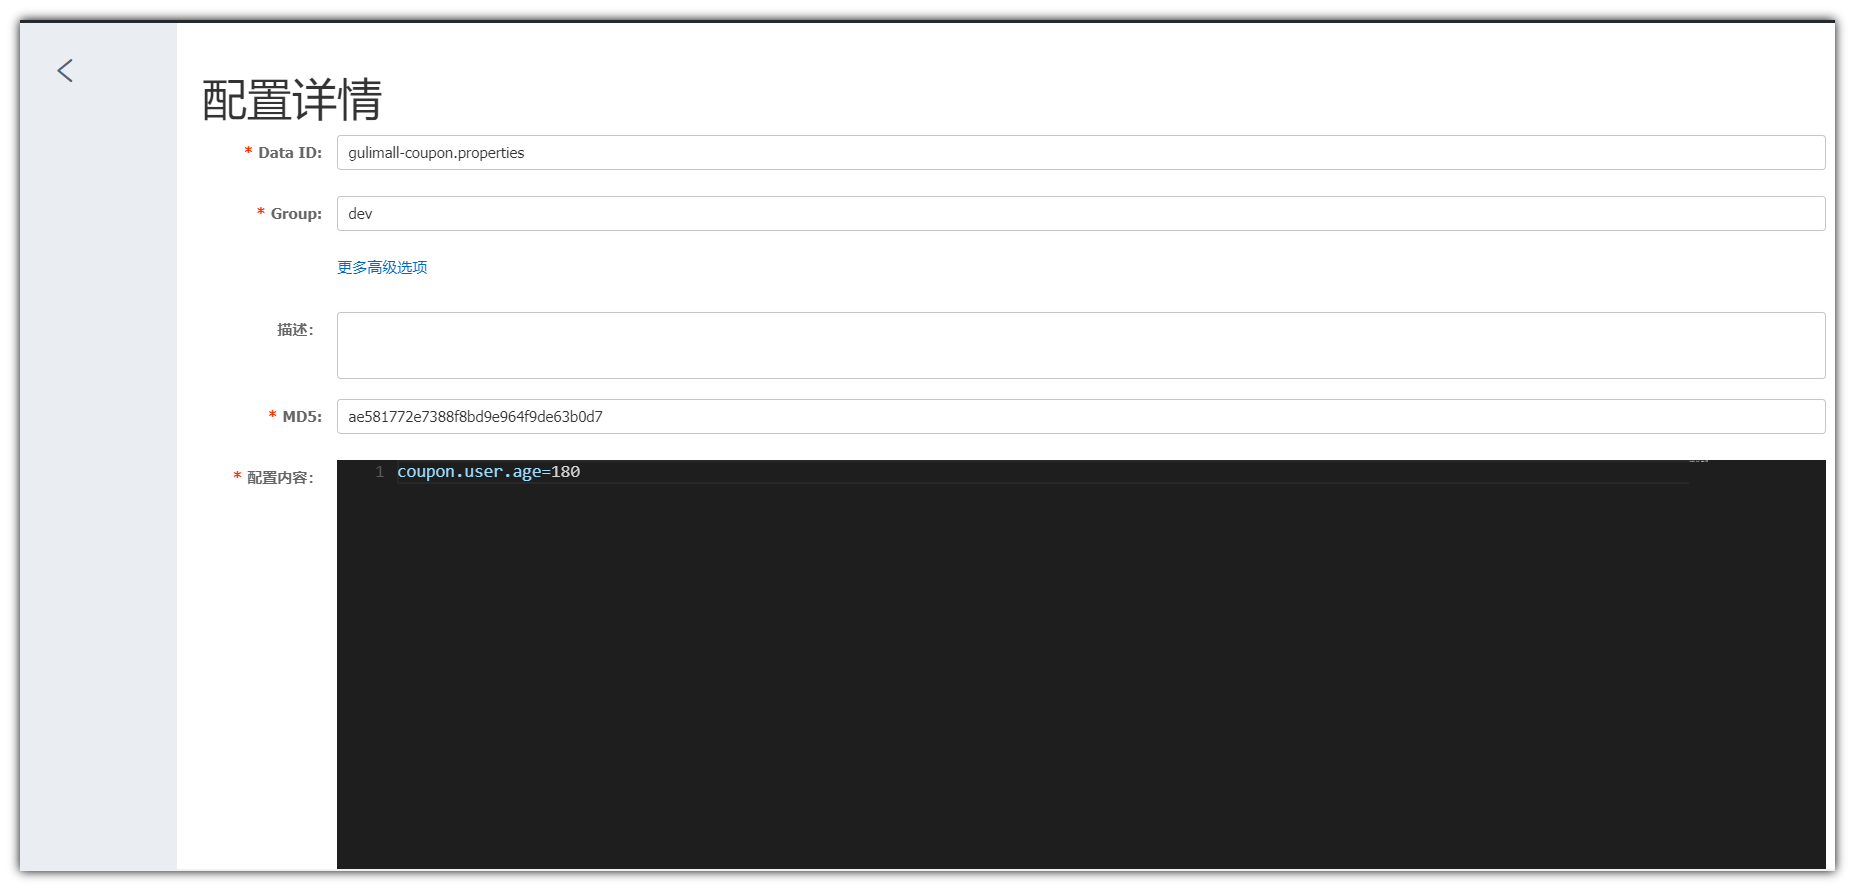 配置详情
* Data ID: gulimall-coupon.properties
* Group: dev
更多高级选项
描述:
* MD5: ae581772e7388f8bd9e964f9de63b0d7
* 配置内容:
1 coupon.user.age=180